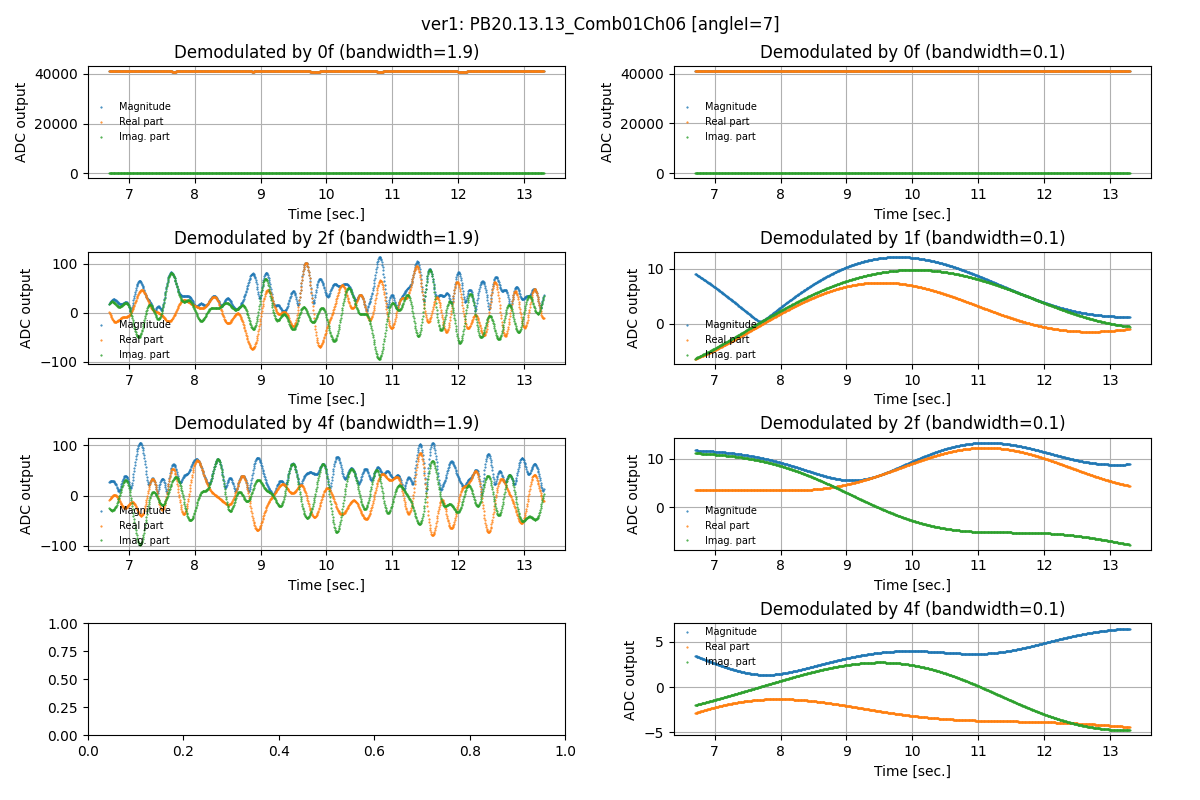 ver1: PB20.13.13_Comb01Ch06 [angleI=7]
Demodulated by 0f (bandwidth=1.9)
ADC output
40000
20000
0
Magnitude
Real part
Imag. part
7 8 9 10 11 12 13
Time [sec.]
Demodulated by 0f (bandwidth=0.1)
ADC output
40000
20000
0
Magnitude
Real part
Imag. part
7 8 9 10 11 12 13
Time [sec.]
Demodulated by 2f (bandwidth=1.9)
ADC output
100
0
−100
Magnitude
Real part
Imag. part
7 8 9 10 11 12 13
Time [sec.]
Demodulated by 1f (bandwidth=0.1)
ADC output
10
0
Magnitude
Real part
Imag. part
7 8 9 10 11 12 13
Time [sec.]
Demodulated by 4f (bandwidth=1.9)
ADC output
100
0
−100
Magnitude
Real part
Imag. part
7 8 9 10 11 12 13
Time [sec.]
Demodulated by 2f (bandwidth=0.1)
ADC output
10
0
Magnitude
Real part
Imag. part
7 8 9 10 11 12 13
Time [sec.]
1.00
0.75
0.50
0.25
0.00
0.0 0.2 0.4 0.6 0.8 1.0
Demodulated by 4f (bandwidth=0.1)
ADC output
5
0
−5
Magnitude
Real part
Imag. part
7 8 9 10 11 12 13
Time [sec.]